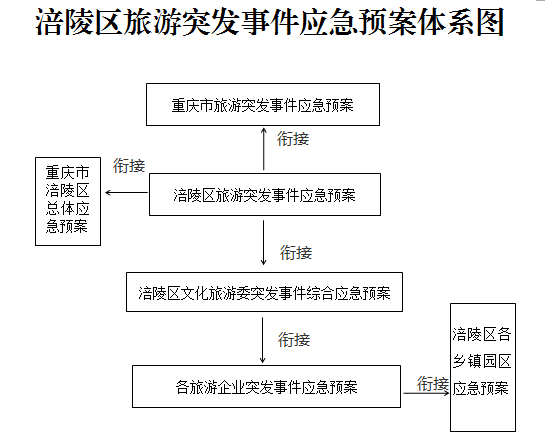 涪陵区旅游突发事件应急预案体系图
重庆市旅游突发事件应急预案
衔接
重庆市
涪陵区
总体应
急预案
衔接
涪陵区旅游突发事件应急预案
衔接
涪陵区文化旅游委突发事件综合应急预案
衔接
各旅游企业突发事件应急预案
衔接
涪陵区各
乡镇园区
应急预案